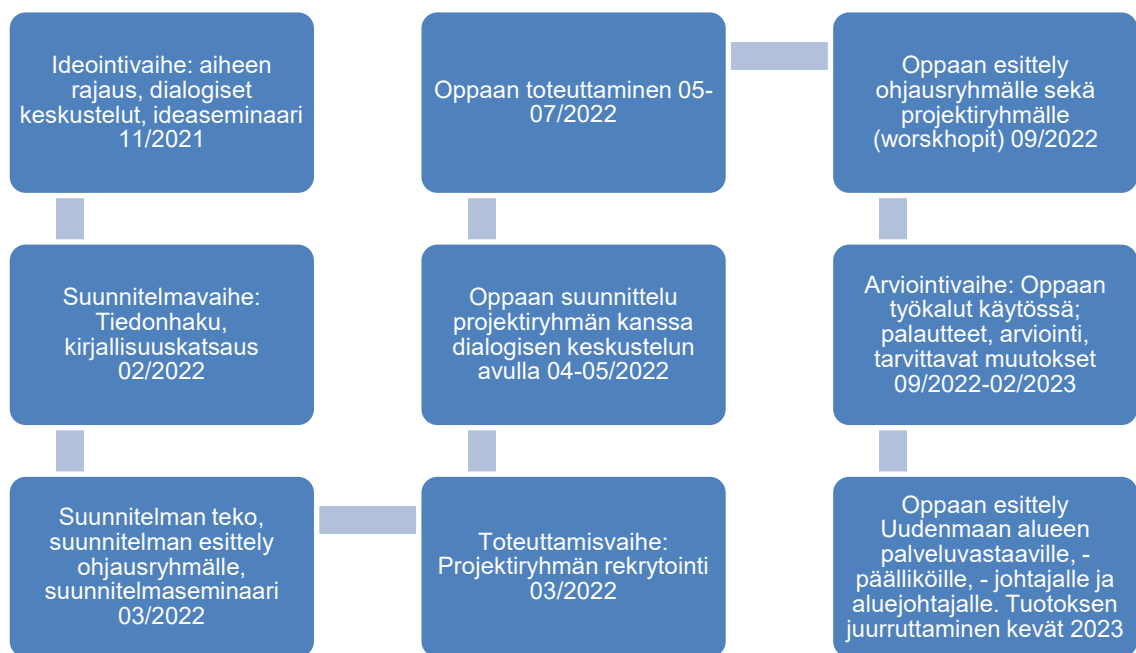 Ideointivaihe: aiheen
rajaus, dialogiset
keskustelut, ideaseminaari
11/2021
Suunnitelmavaihe:
Tiedonhaku,
kirjallisuuskatsaus
02/2022
Suunnitelman teko,
suunnitelman esittely
ohjausryhmälle,
suunnitelmaseminaari
03/2022
Toteuttamisvaihe:
Projektiryhmän rekrytointi
03/2022
Oppaan suunnittelu
projektiryhmän kanssa
dialogisen keskustelun
avulla 04-05/2022
Oppaan toteuttaminen 05-
07/2022
Oppaan esittely
ohjausryhmälle sekä
projektiryhmälle
(worskhopit) 09/2022
Arviointivaihe: Oppaan
työkalut käytössä;
palautteet, arviointi,
tarvittavat muutokset
09/2022-02/2023
Oppaan esittely
Uudenmaan alueen
palveluvastaaville, -
päälliköille, - johtajalle ja
aluejohtajalle. Tuotoksen
juurruttaminen kevät 2023